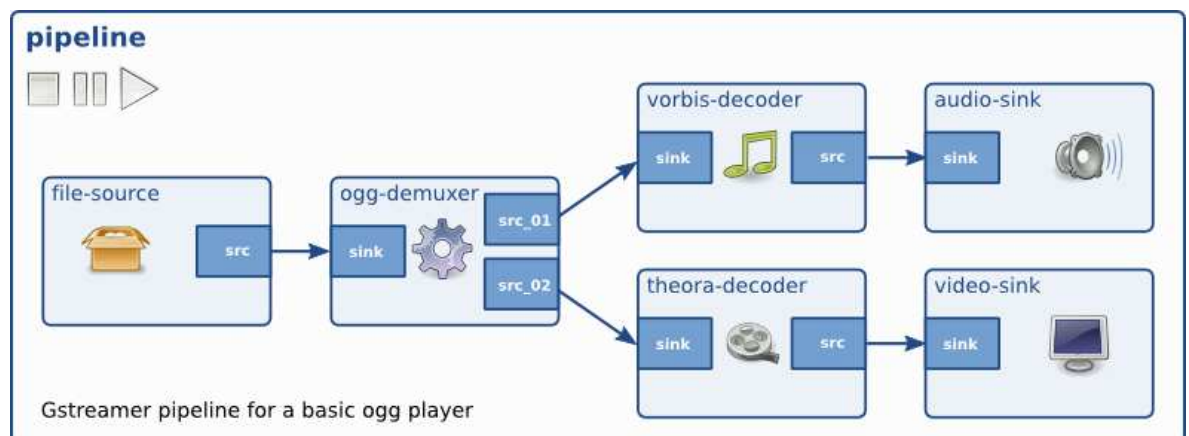 pipeline
file-source
src
ogg-demuxer
sink
src_01
src_02
vorbis-decoder
sink
src
audio-sink
sink
theora-decoder
sink
src
video-sink
sink
Gstreamer pipeline for a basic ogg player